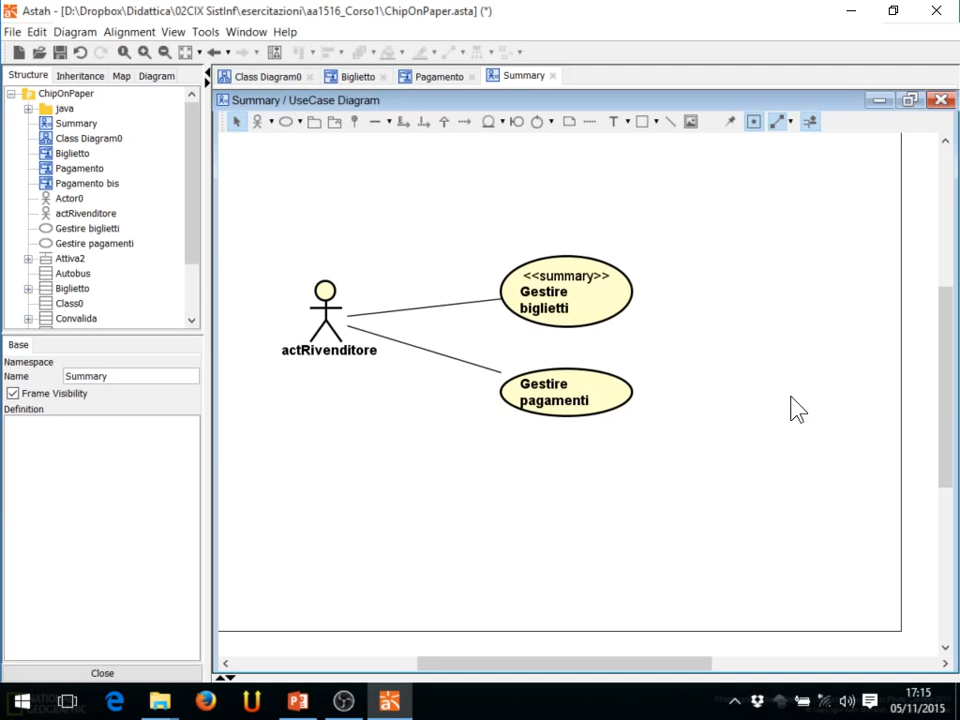 Astah - [D:\Dropbox\Didattica\02CIX SistInf\esercitazioni\aa1516_Corso1\ChipOnPaper.asta] (*)
File Edit Diagram Alignment View Tools Window Help
Structure Inheritance Map Diagram
Class Diagram0 Biglietto Pagamento Summary
ChipOnPaper
java
Summary
Class Diagram0
Biglietto
Pagamento
Pagamento bis
Actor0
actRivenditore
Gestire biglietti
Gestire pagamenti
Attiva2
Autobus
Biglietto
Class0
Convalida
Base
Namespace
Name Summary
Frame Visibility
Definition
Close
Summary / UseCase Diagram
T
<<summary>>
Gestire
biglietti
actRivenditore
Gestire
pagamenti
17:15
05/11/2015